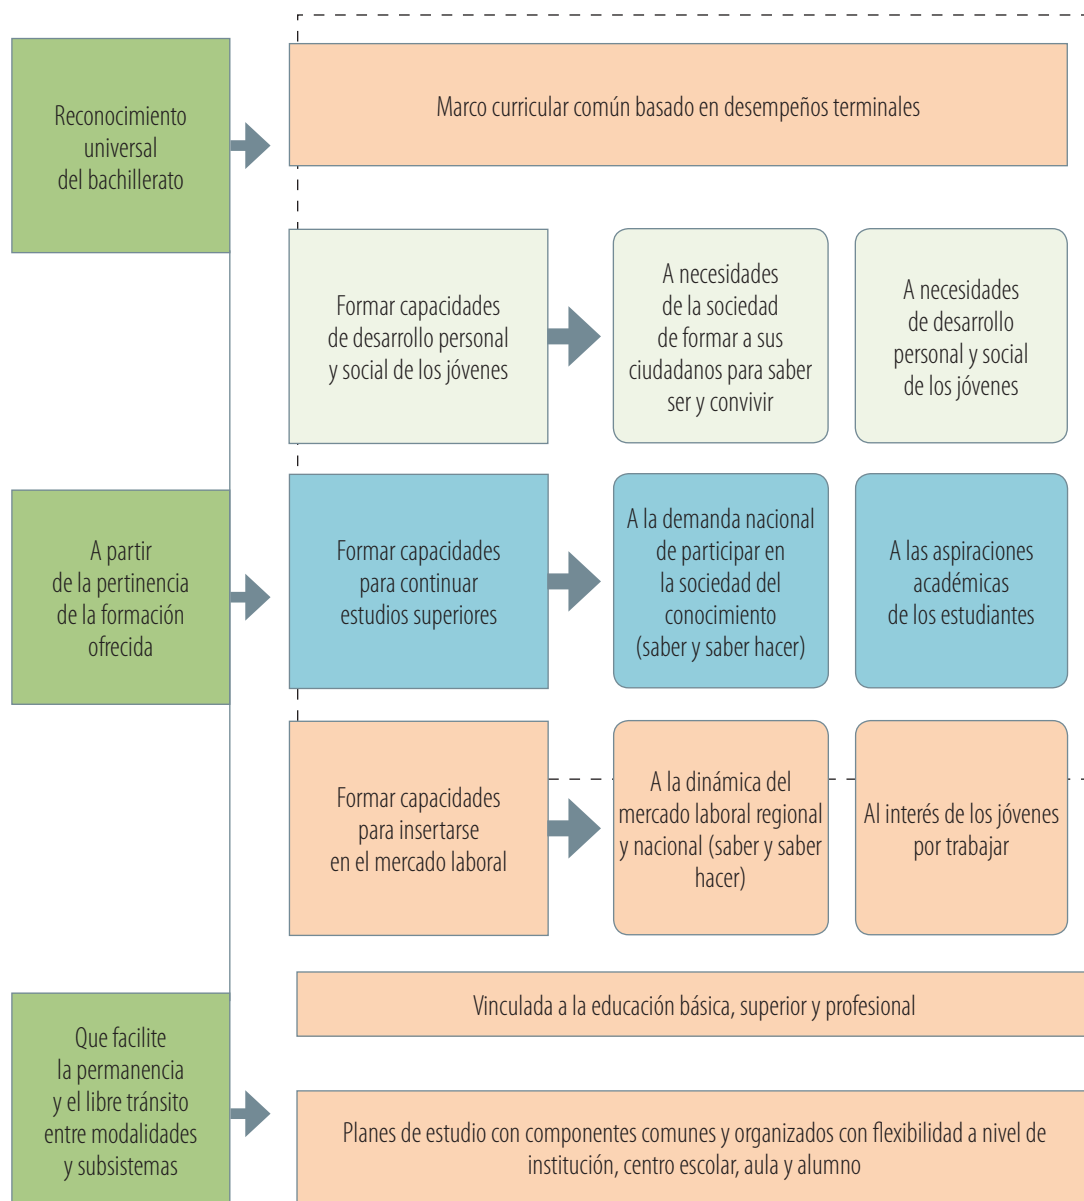 Reconocimiento
universal
del bachillerato
Marco curricular común basado en desempeños terminales
Formar capacidades
de desarrollo personal
y social de los jóvenes
A necesidades
de la sociedad
de formar a sus
ciudadanos para saber
ser y convivir
A necesidades
de desarrollo
personal y social
de los jóvenes
A partir
de la pertinencia
de la formación
ofrecida
Formar capacidades
para continuar
estudios superiores
A la demanda nacional
de participar en
la sociedad del
conocimiento
(saber y saber hacer)
A las aspiraciones
académicas
de los estudiantes
Formar capacidades
para insertarse
en el mercado laboral
A la dinámica del
mercado laboral regional
y nacional (saber y saber
hacer)
Al interés de los jóvenes
por trabajar
Vinculada a la educación básica, superior y profesional
Que facilite
la permanencia
y el libre tránsito
entre modalidades
y subsistemas
Planes de estudio con componentes comunes y organizados con flexibilidad a nivel de
institución, centro escolar, aula y alumno